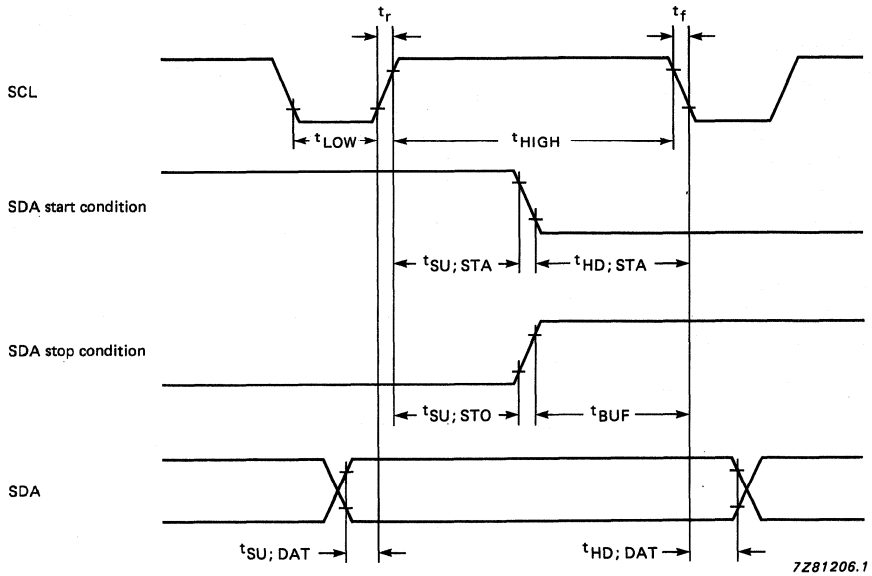 tr
tf
SCL
tLOW
tHIGH
SDA start condition
tSU; STA
tHD; STA
SDA stop condition
tSU; STO
tBUF
SDA
tSU; DAT
tHD; DAT
7Z81206.1